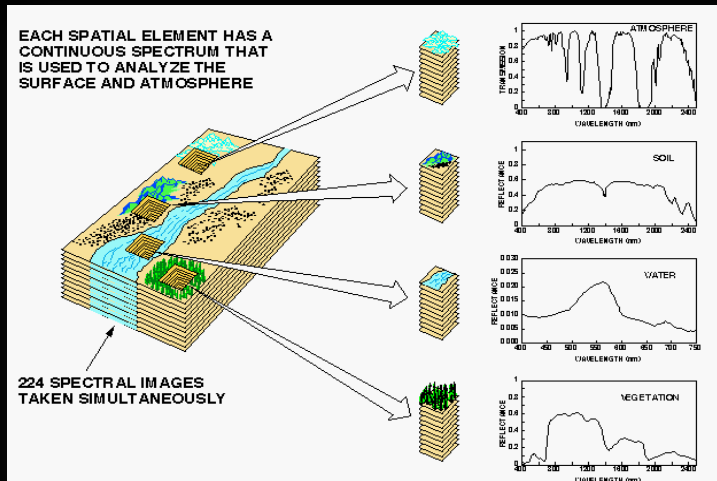 EACH SPATIAL ELEMENT HAS A
CONTINUOUS SPECTRUM THAT
IS USED TO ANALYZE THE
SURFACE AND ATMOSPHERE
224 SPECTRAL IMAGES
TAKEN SIMULTANEOUSLY
ATMOSPHERE
TRANSMISSION
1
0.8
0.6
0.4
0.2
0
400 800 1200 1600 2000 2400
WAVELENGTH (nm)
SOIL
REFLECTANCE
1
0.8
0.6
0.4
0.2
0
400 800 1200 1600 2000 2400
WAVELENGTH (nm)
WATER
REFLECTANCE
0.030
0.025
0.020
0.015
0.010
0.005
0.000
400 450 500 550 600 650 700 750
WAVELENGTH (nm)
VEGETATION
REFLECTANCE
1
0.8
0.6
0.4
0.2
0
400 800 1200 1600 2000 2400
WAVELENGTH (nm)